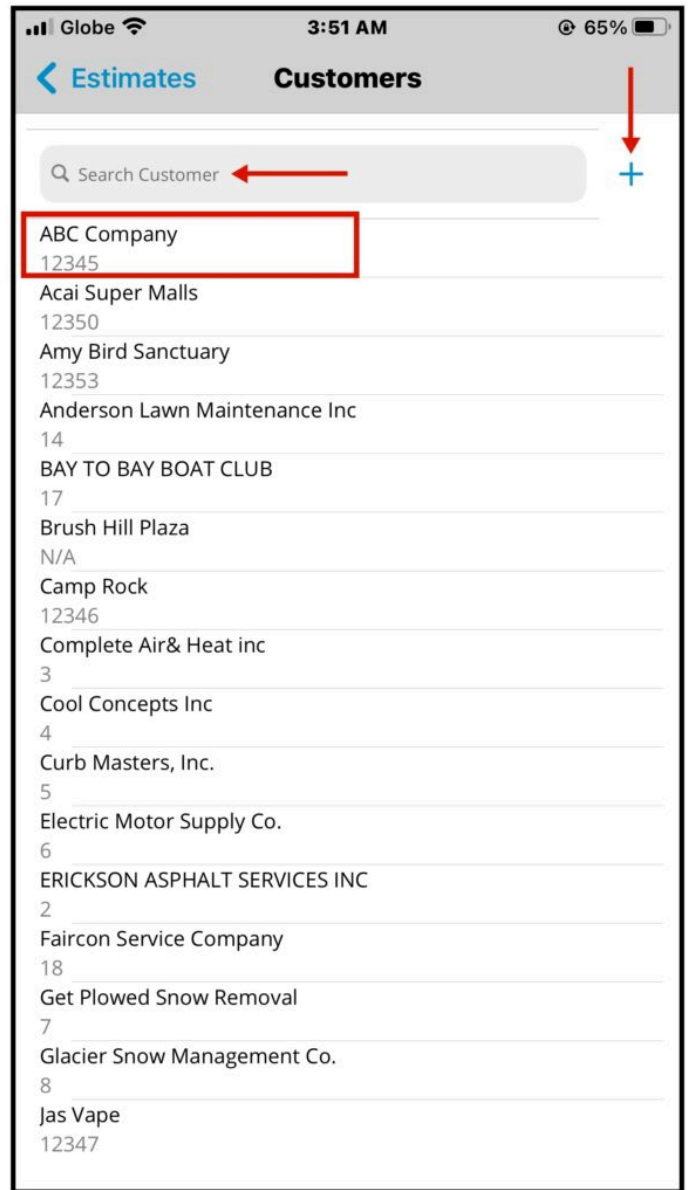 Globe 3:51 AM 65%
Estimates Customers
Search Customer
ABC Company
12345
Acai Super Malls
12350
Amy Bird Sanctuary
12353
Anderson Lawn Maintenance Inc
14
BAY TO BAY BOAT CLUB
17
Brush Hill Plaza
N/A
Camp Rock
12346
Complete Air& Heat inc
3
Cool Concepts Inc
4
Curb Masters, Inc.
5
Electric Motor Supply Co.
6
ERICKSON ASPHALT SERVICES INC
2
Faircon Service Company
18
Get Plowed Snow Removal
7
Glacier Snow Management Co.
8
Jas Vape
12347